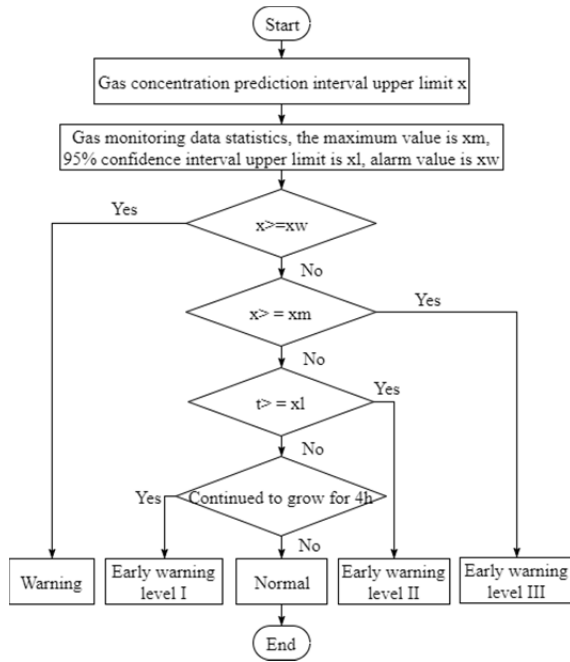 Start
Gas concentration prediction interval upper limit x
Gas monitoring data statistics, the maximum value is xm,
95% confidence interval upper limit is xl, alarm value is xw
Yes
x>=xw
No
Yes
x> = xm
No
Yes
t> = xl
No
Yes
Continued to grow for 4h
No
Warning
Early warning
level I
Normal
Early warning
level II
Early warning
level III
End